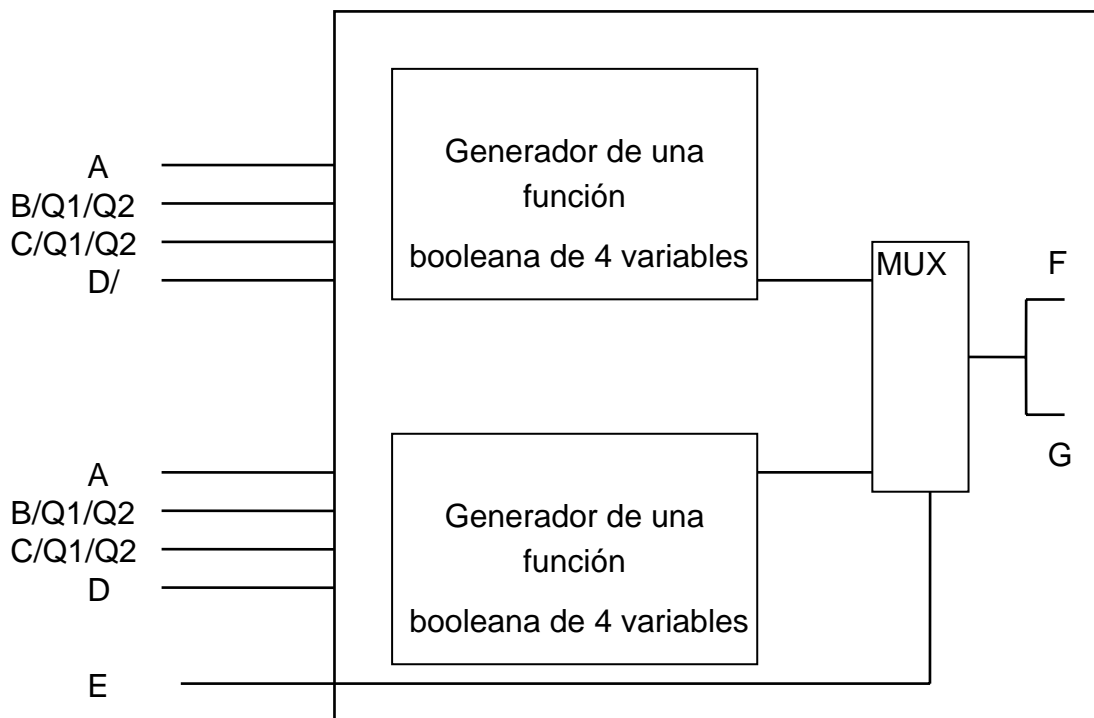 A
B/Q1/Q2
C/Q1/Q2
D/
Generador de una
función
booleana de 4 variables
MUX
F
G
A
B/Q1/Q2
C/Q1/Q2
D
E
Generador de una
función
booleana de 4 variables